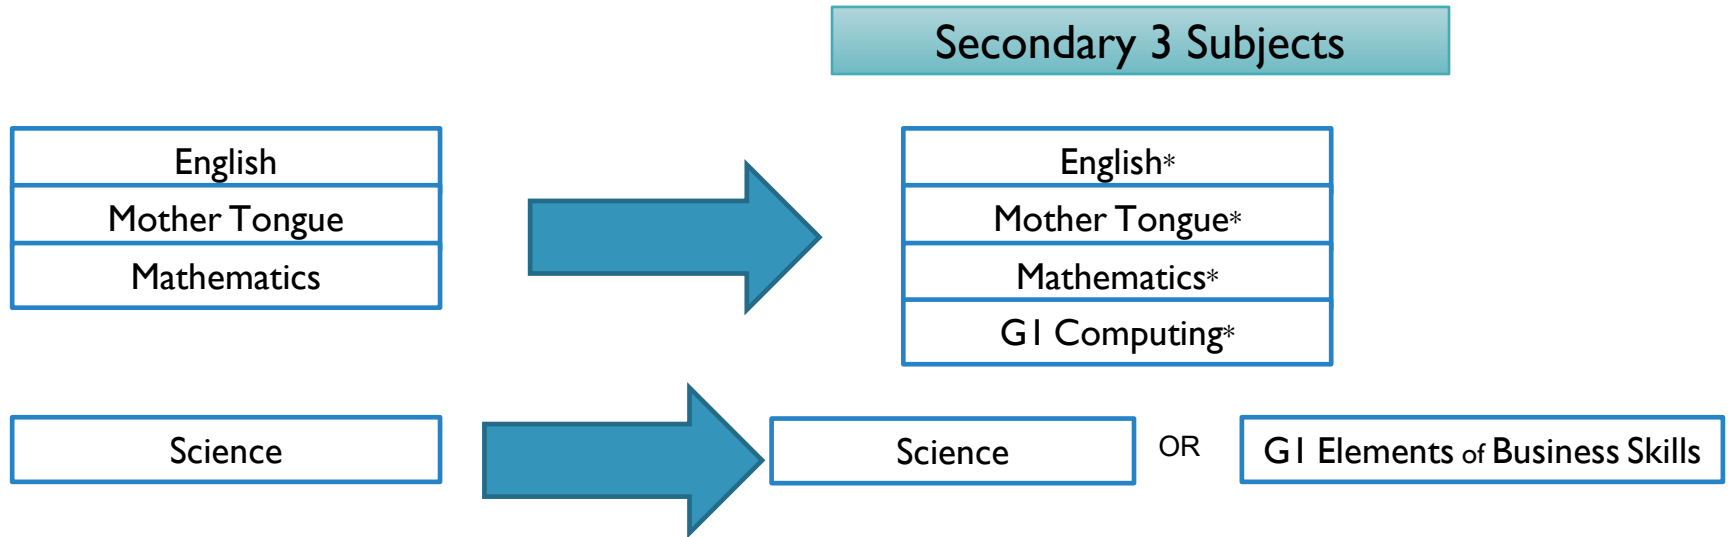 Secondary 3 Subjects
English
Mother Tongue
Mathematics
English*
Mother Tongue*
Mathematics*
G1 Computing*
Science
Science
OR
G1 Elements of Business Skills